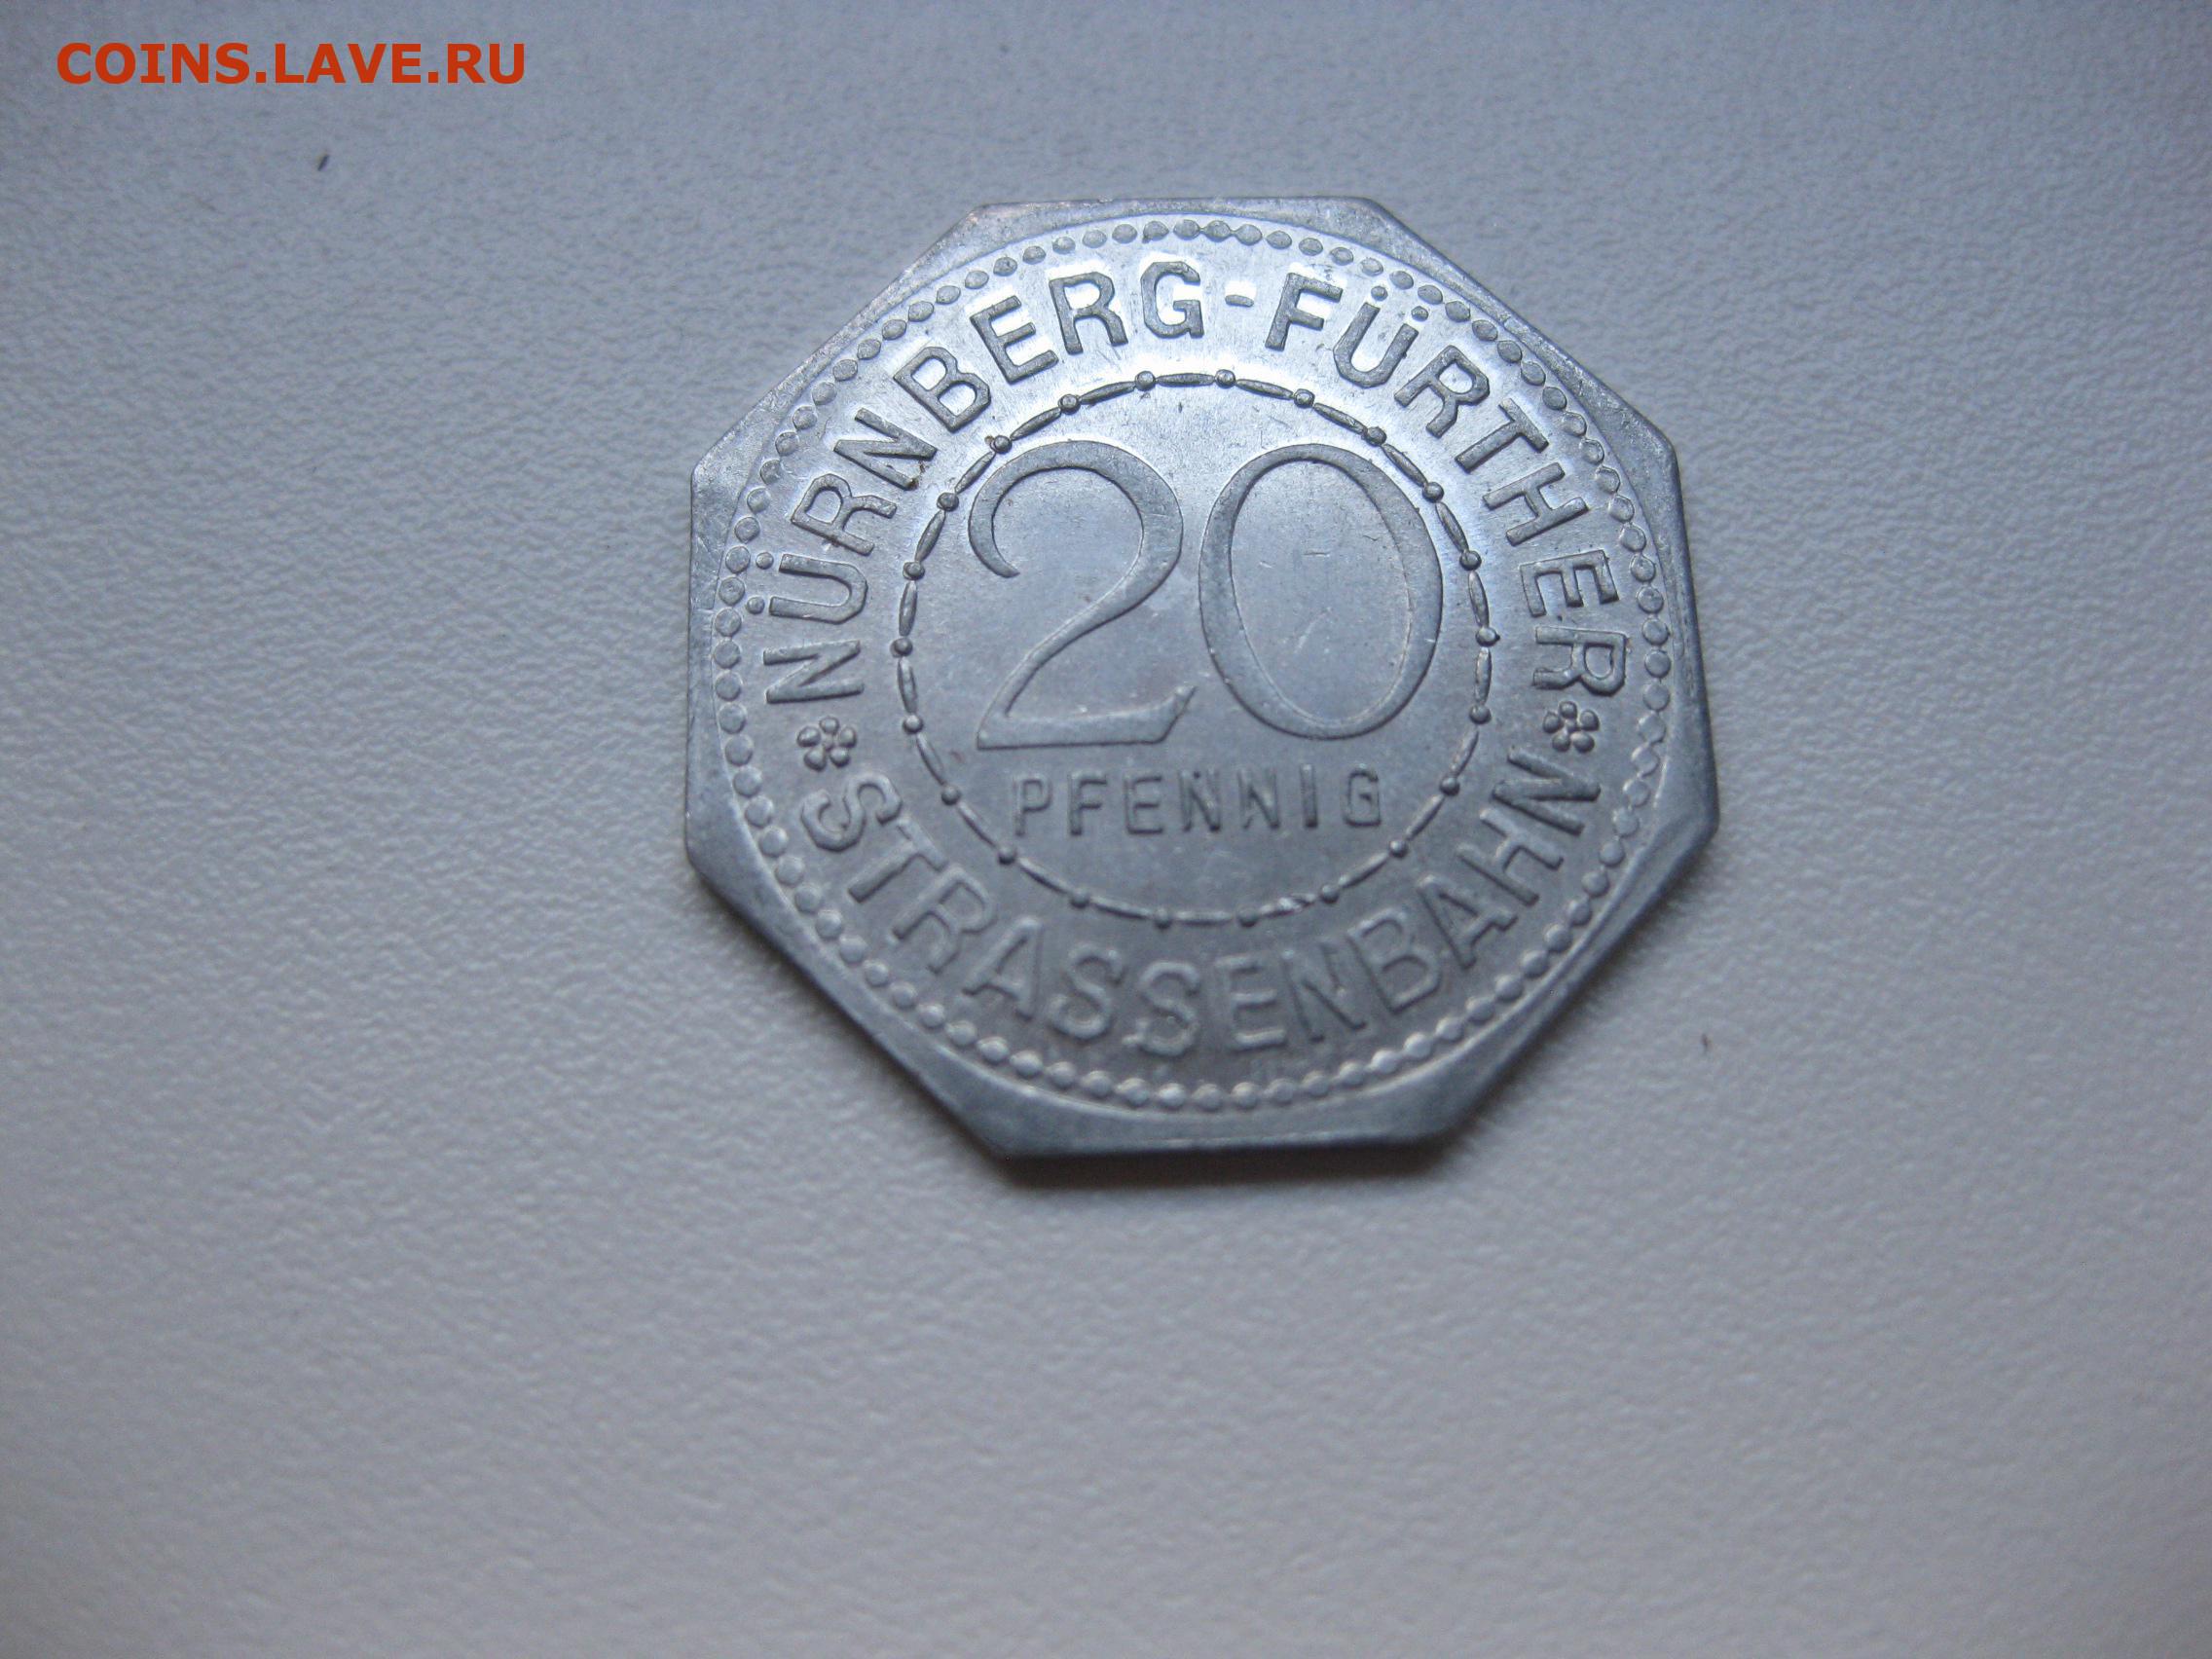 COINS.LAVE.RU
NÜRNBERG-FÜRTHER
20
PFENNIG
STRASSENBAHN